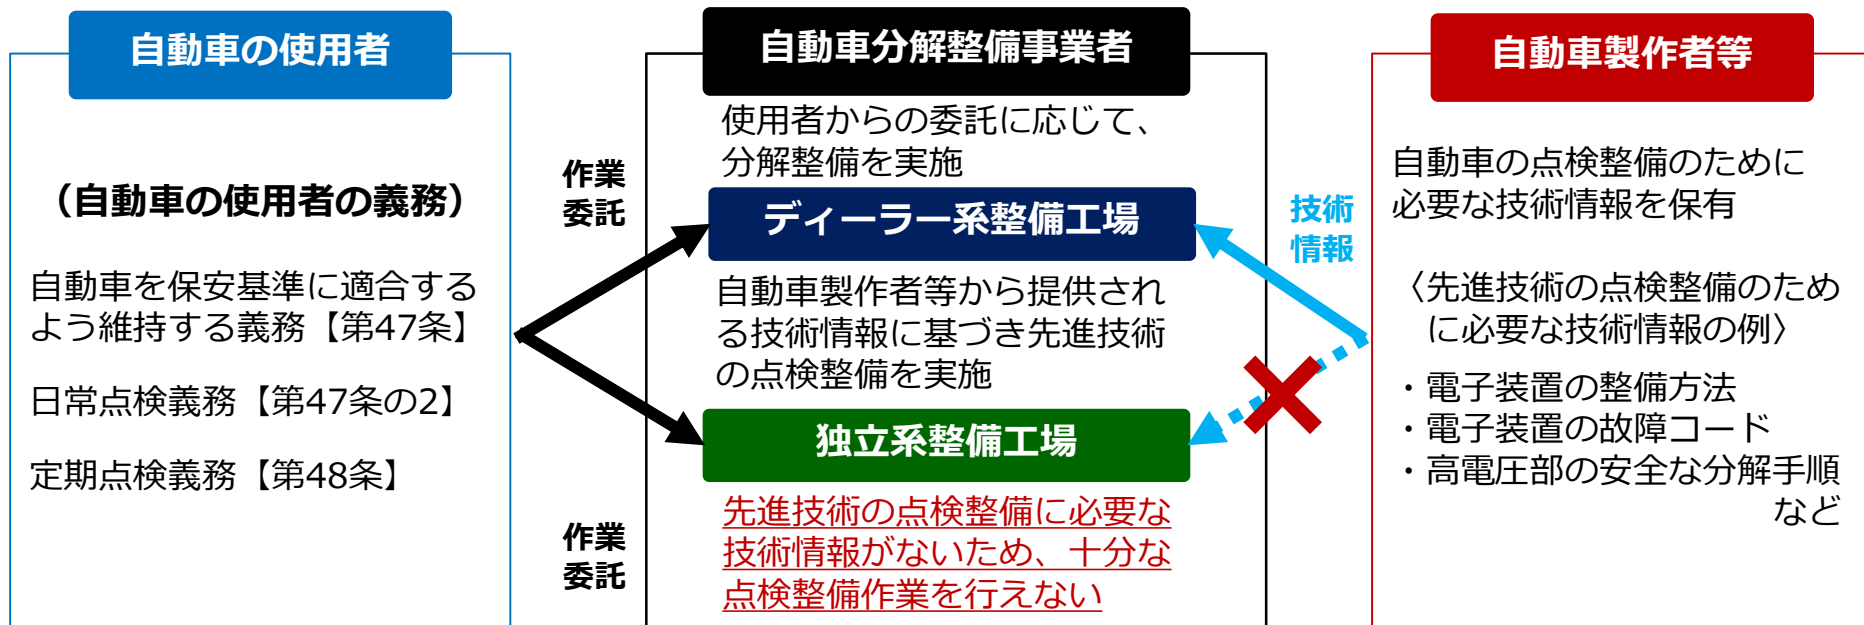 自動車の使用者
（自動車の使用者の義務）
自動車を保安基準に適合する
よう維持する義務【第47条】
日常点検義務【第47条の2】
定期点検義務【第48条】
作業
委託
作業
委託
自動車分解整備事業者
使用者からの委託に応じて、
分解整備を実施
ディーラー系整備工場
自動車製作者等から提供され
る技術情報に基づき先進技術
の点検整備を実施
独立系整備工場
先進技術の点検整備に必要な
技術情報がないため、十分な
点検整備作業を行えない
技術
情報
自動車製作者等
自動車の点検整備のために
必要な技術情報を保有
〈先進技術の点検整備のため
に必要な技術情報の例〉
・電子装置の整備方法
・電子装置の故障コード
・高電圧部の安全な分解手順
など